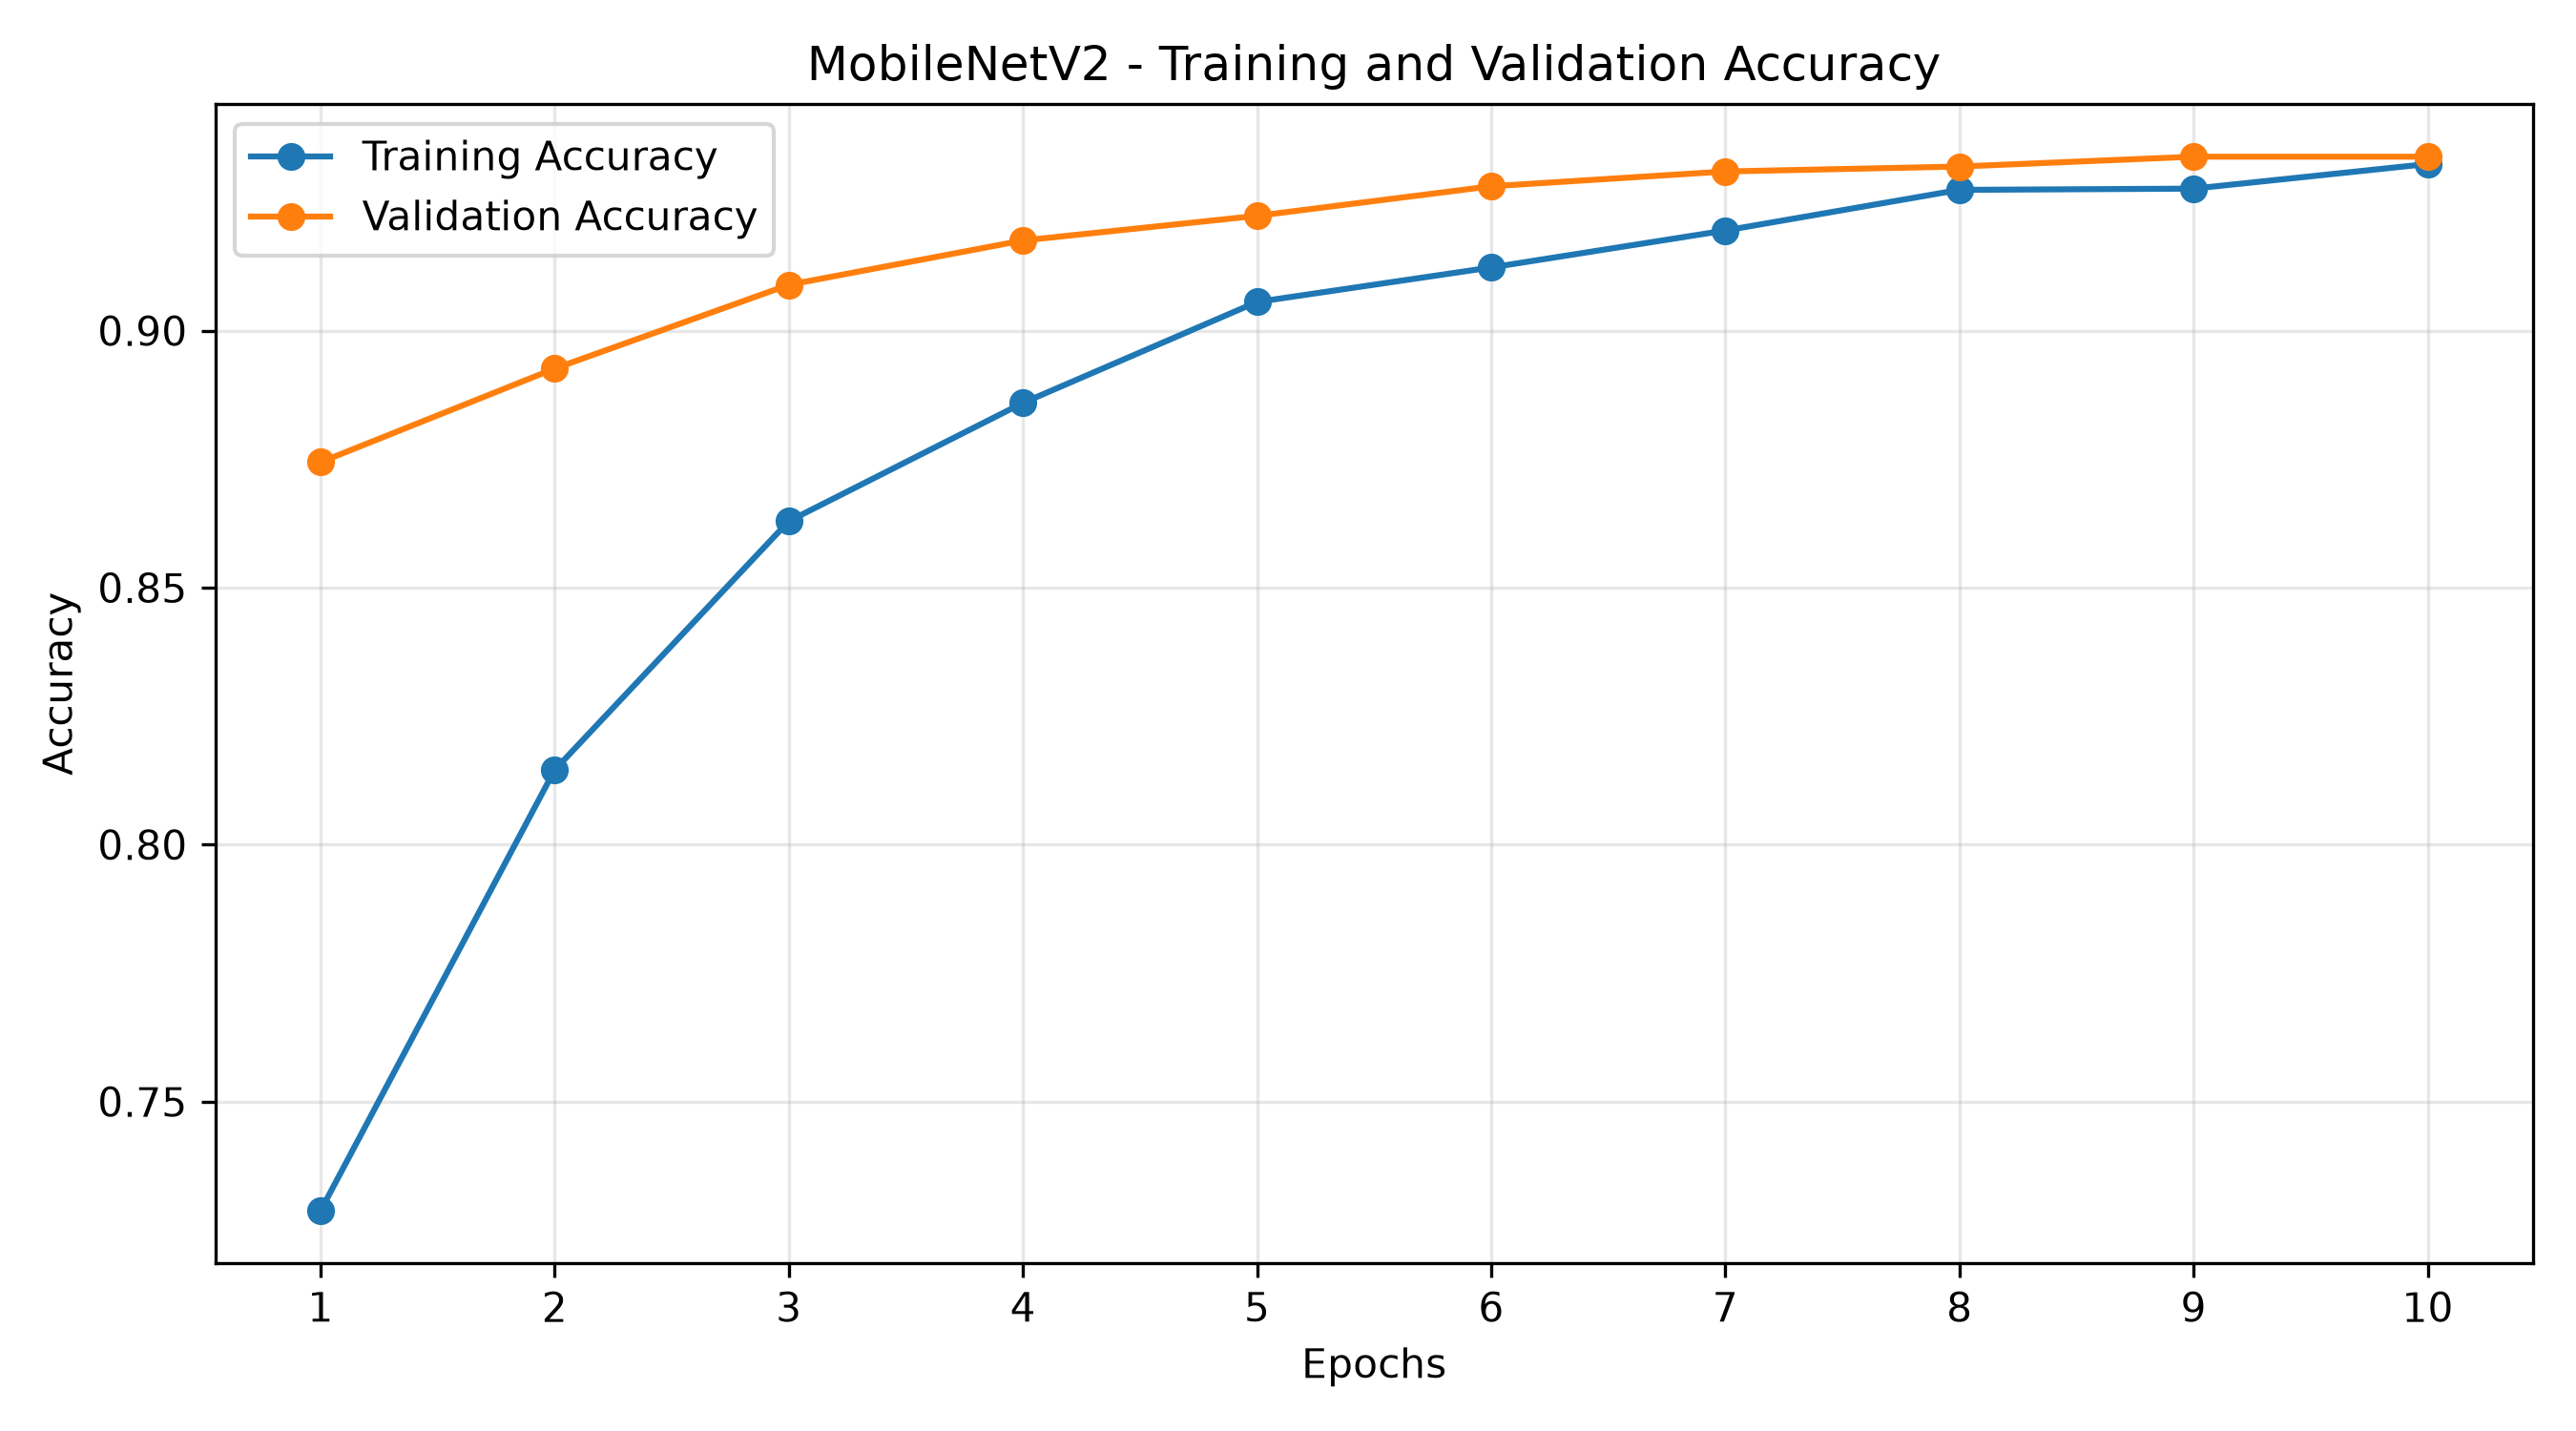 MobileNetV2 - Training and Validation Accuracy
Training Accuracy
Validation Accuracy
0.90
0.85
0.80
0.75
Accuracy
1 2 3 4 5 6 7 8 9 10
Epochs